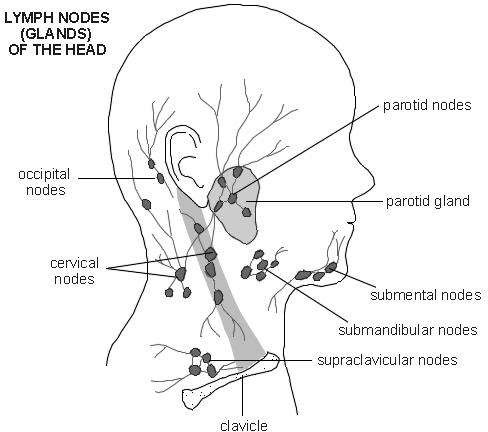 LYMPH NODES
(GLANDS)
OF THE HEAD
parotid nodes
occipital
nodes
parotid gland
cervical
nodes
submental nodes
submandibular nodes
supraclavicular nodes
clavicle